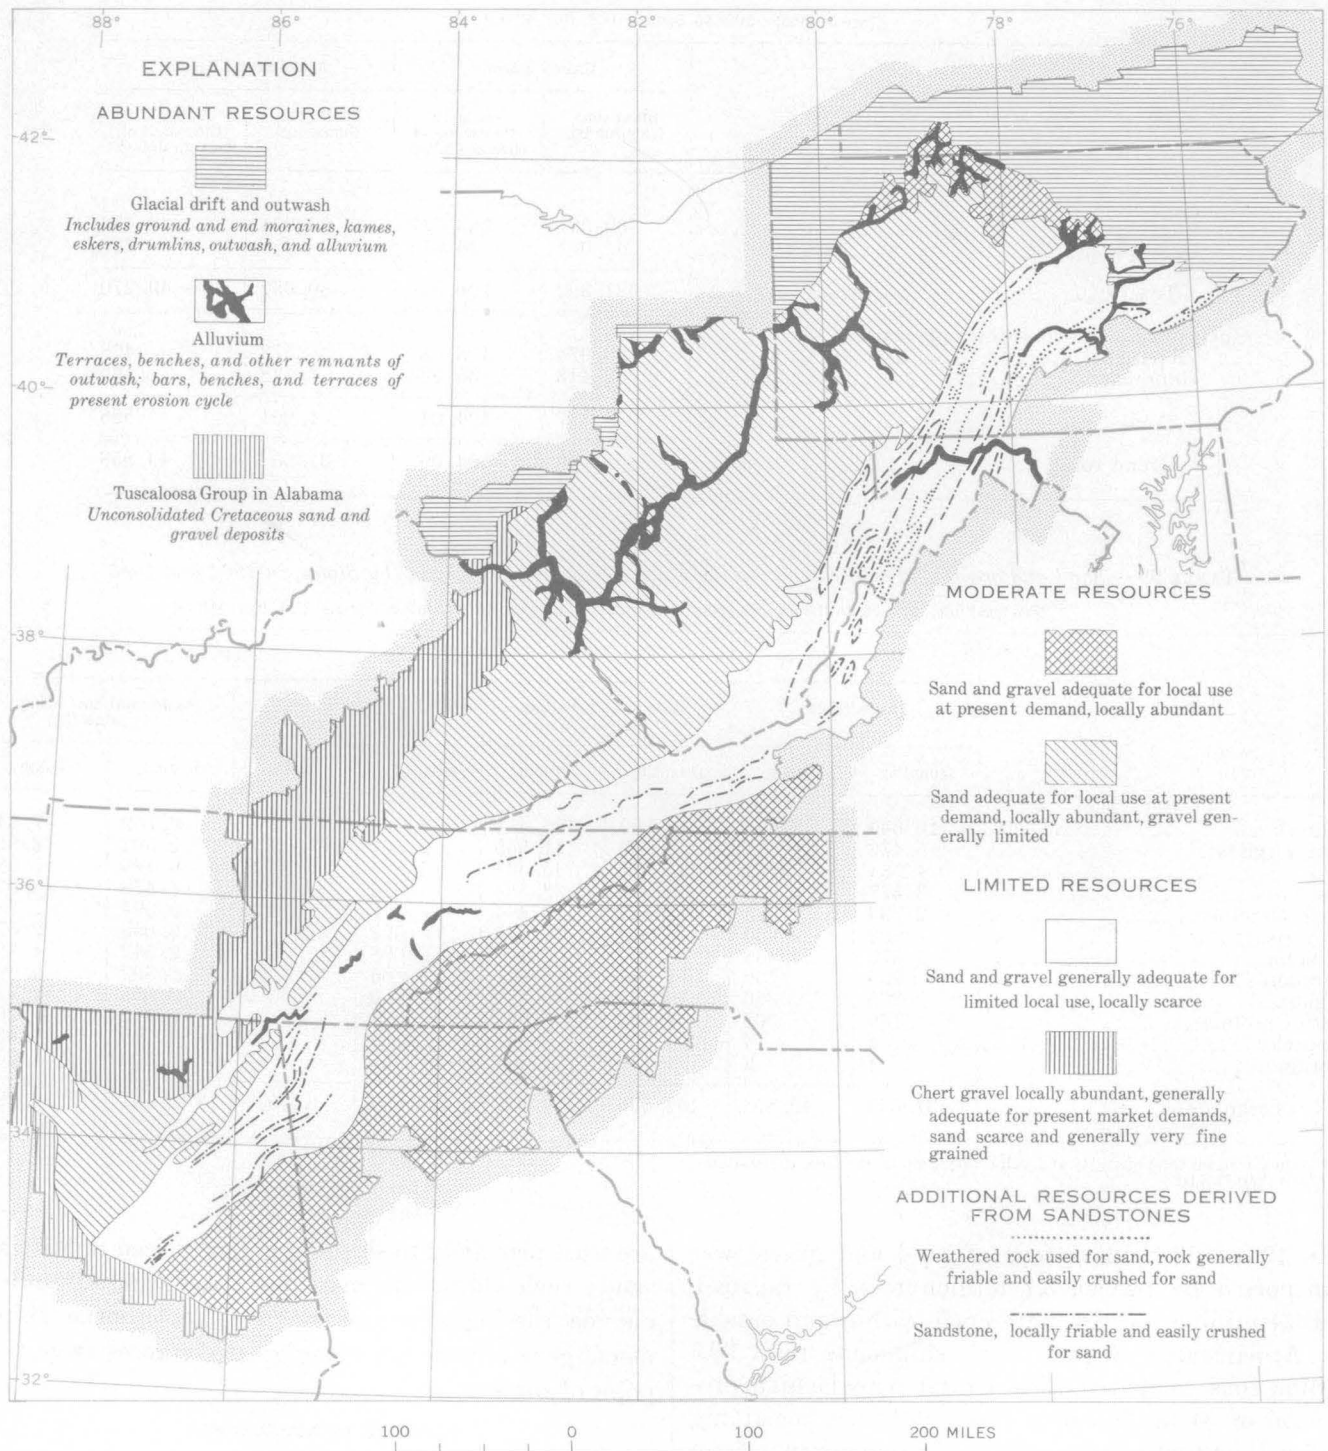 88° 86° 84° 82° 80° 78° 76°
EXPLANATION
ABUNDANT RESOURCES
42°
Glacial drift and outwash
Includes ground and end moraines, kames,
eskers, drumlins, outwash, and alluvium
Alluvium
Terraces, benches, and other remnants of
outwash; bars, benches, and terraces of
present erosion cycle
40°
Tuscaloosa Group in Alabama
Unconsolidated Cretaceous sand and
gravel deposits
38°
36°
34°
32°
MODERATE RESOURCES
Sand and gravel adequate for local use
at present demand, locally abundant
Sand adequate for local use at present
demand, locally abundant, gravel gen-
erally limited
LIMITED RESOURCES
Sand and gravel generally adequate for
limited local use, locally scarce
Chert gravel locally abundant, generally
adequate for present market demands,
sand scarce and generally very fine
grained
ADDITIONAL RESOURCES DERIVED
FROM SANDSTONES
Weathered rock used for sand, rock generally
friable and easily crushed for sand
Sandstone, locally friable and easily crushed
for sand
100 0 100 200 MILES